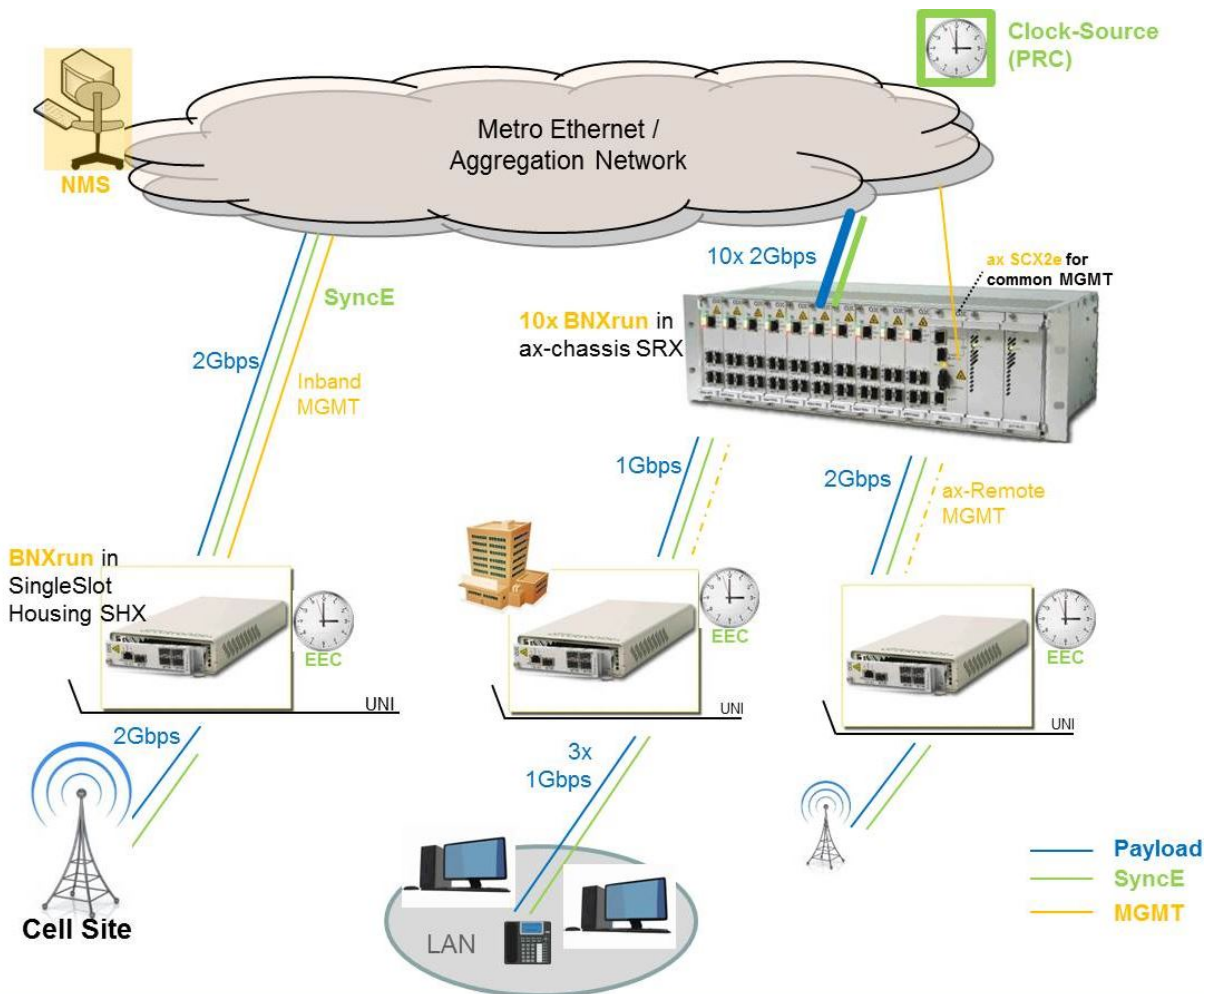 Clock-Source
(PRC)
Metro Ethernet /
Aggregation Network
NMS
10x 2Gbps
ax SCX2e for
common MGMT
SyncE
10x BNXrun in
ax-chassis SRX
2Gbps
Inband
MGMT
1Gbps
2Gbps
ax-Remote
MGMT
BNXrun in
SingleSlot
Housing SHX
EEC
EEC
EEC
UNI
UNI
UNI
2Gbps
3x
1Gbps
Payload
SyncE
MGMT
Cell Site
LAN